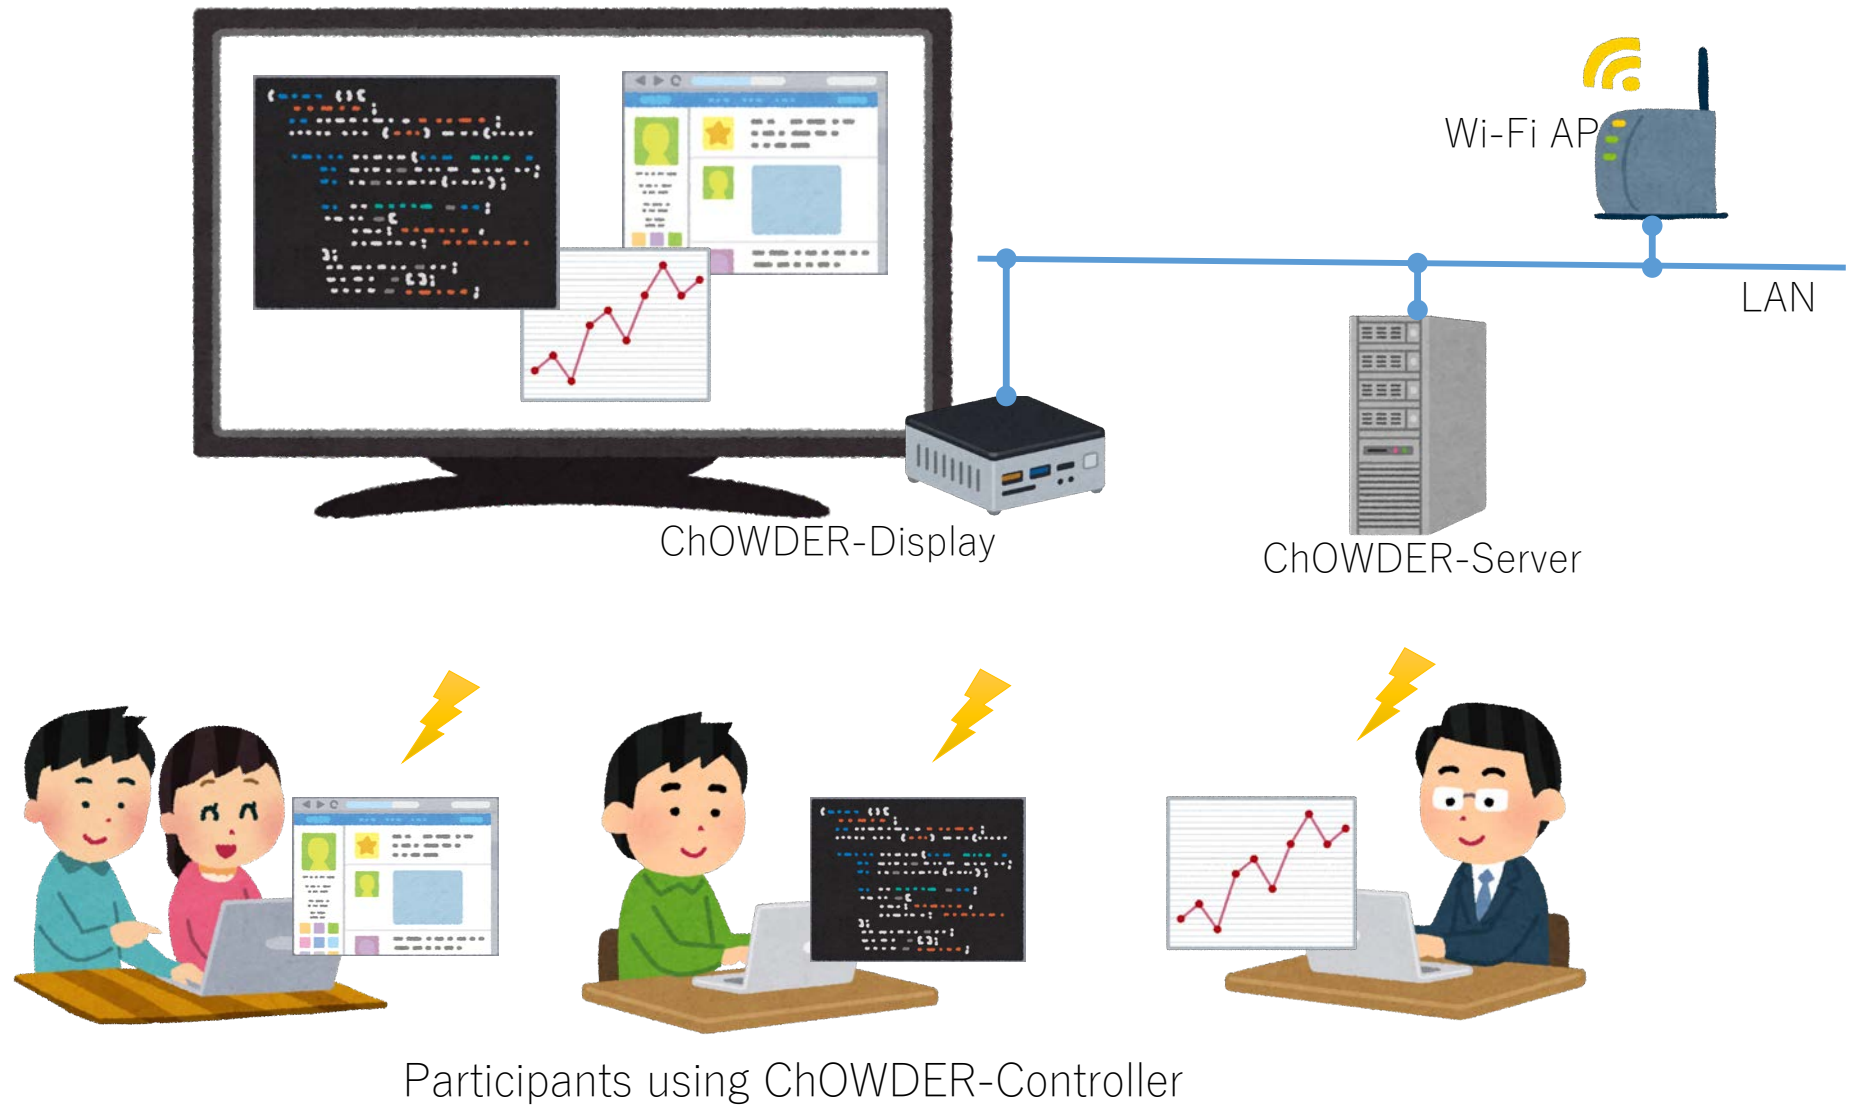 Wi-Fi AP
LAN
ChOWDER-Display
ChOWDER-Server
Participants using ChOWDER-Controller